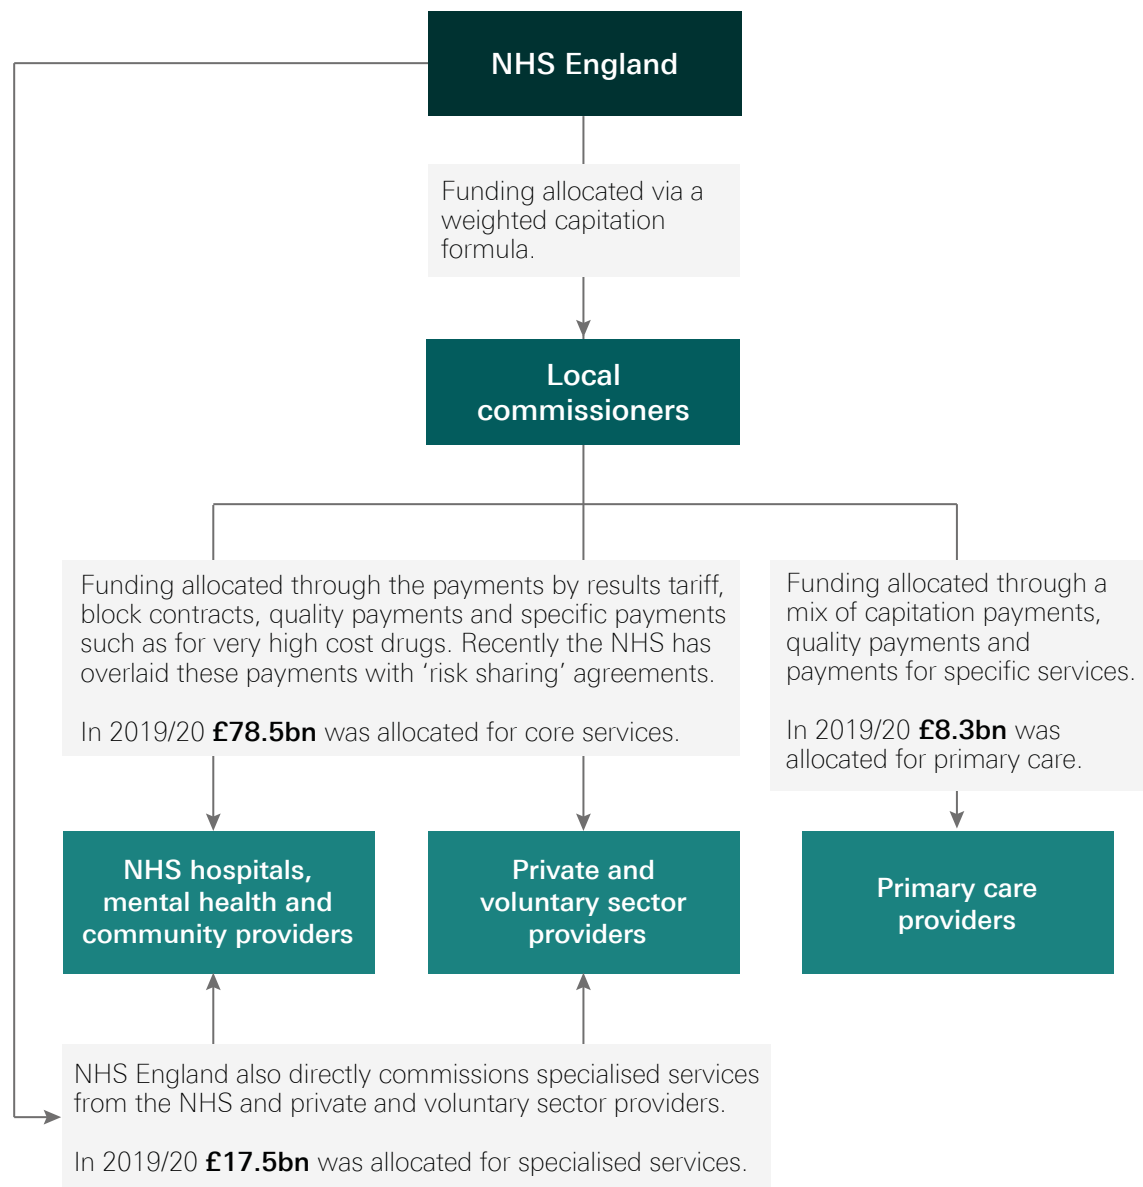 NHS England
Funding allocated via a
weighted capitation
formula.
Local
commissioners
Funding allocated through the payments by results tariff,
block contracts, quality payments and specific payments
such as for very high cost drugs. Recently the NHS has
overlaid these payments with ‘risk sharing’ agreements.
In 2019/20 £78.5bn was allocated for core services.
Funding allocated through a
mix of capitation payments,
quality payments and
payments for specific services.
In 2019/20 £8.3bn was
allocated for primary care.
NHS hospitals,
mental health and
community providers
Private and
voluntary sector
providers
Primary care
providers
NHS England also directly commissions specialised services
from the NHS and private and voluntary sector providers.
In 2019/20 £17.5bn was allocated for specialised services.